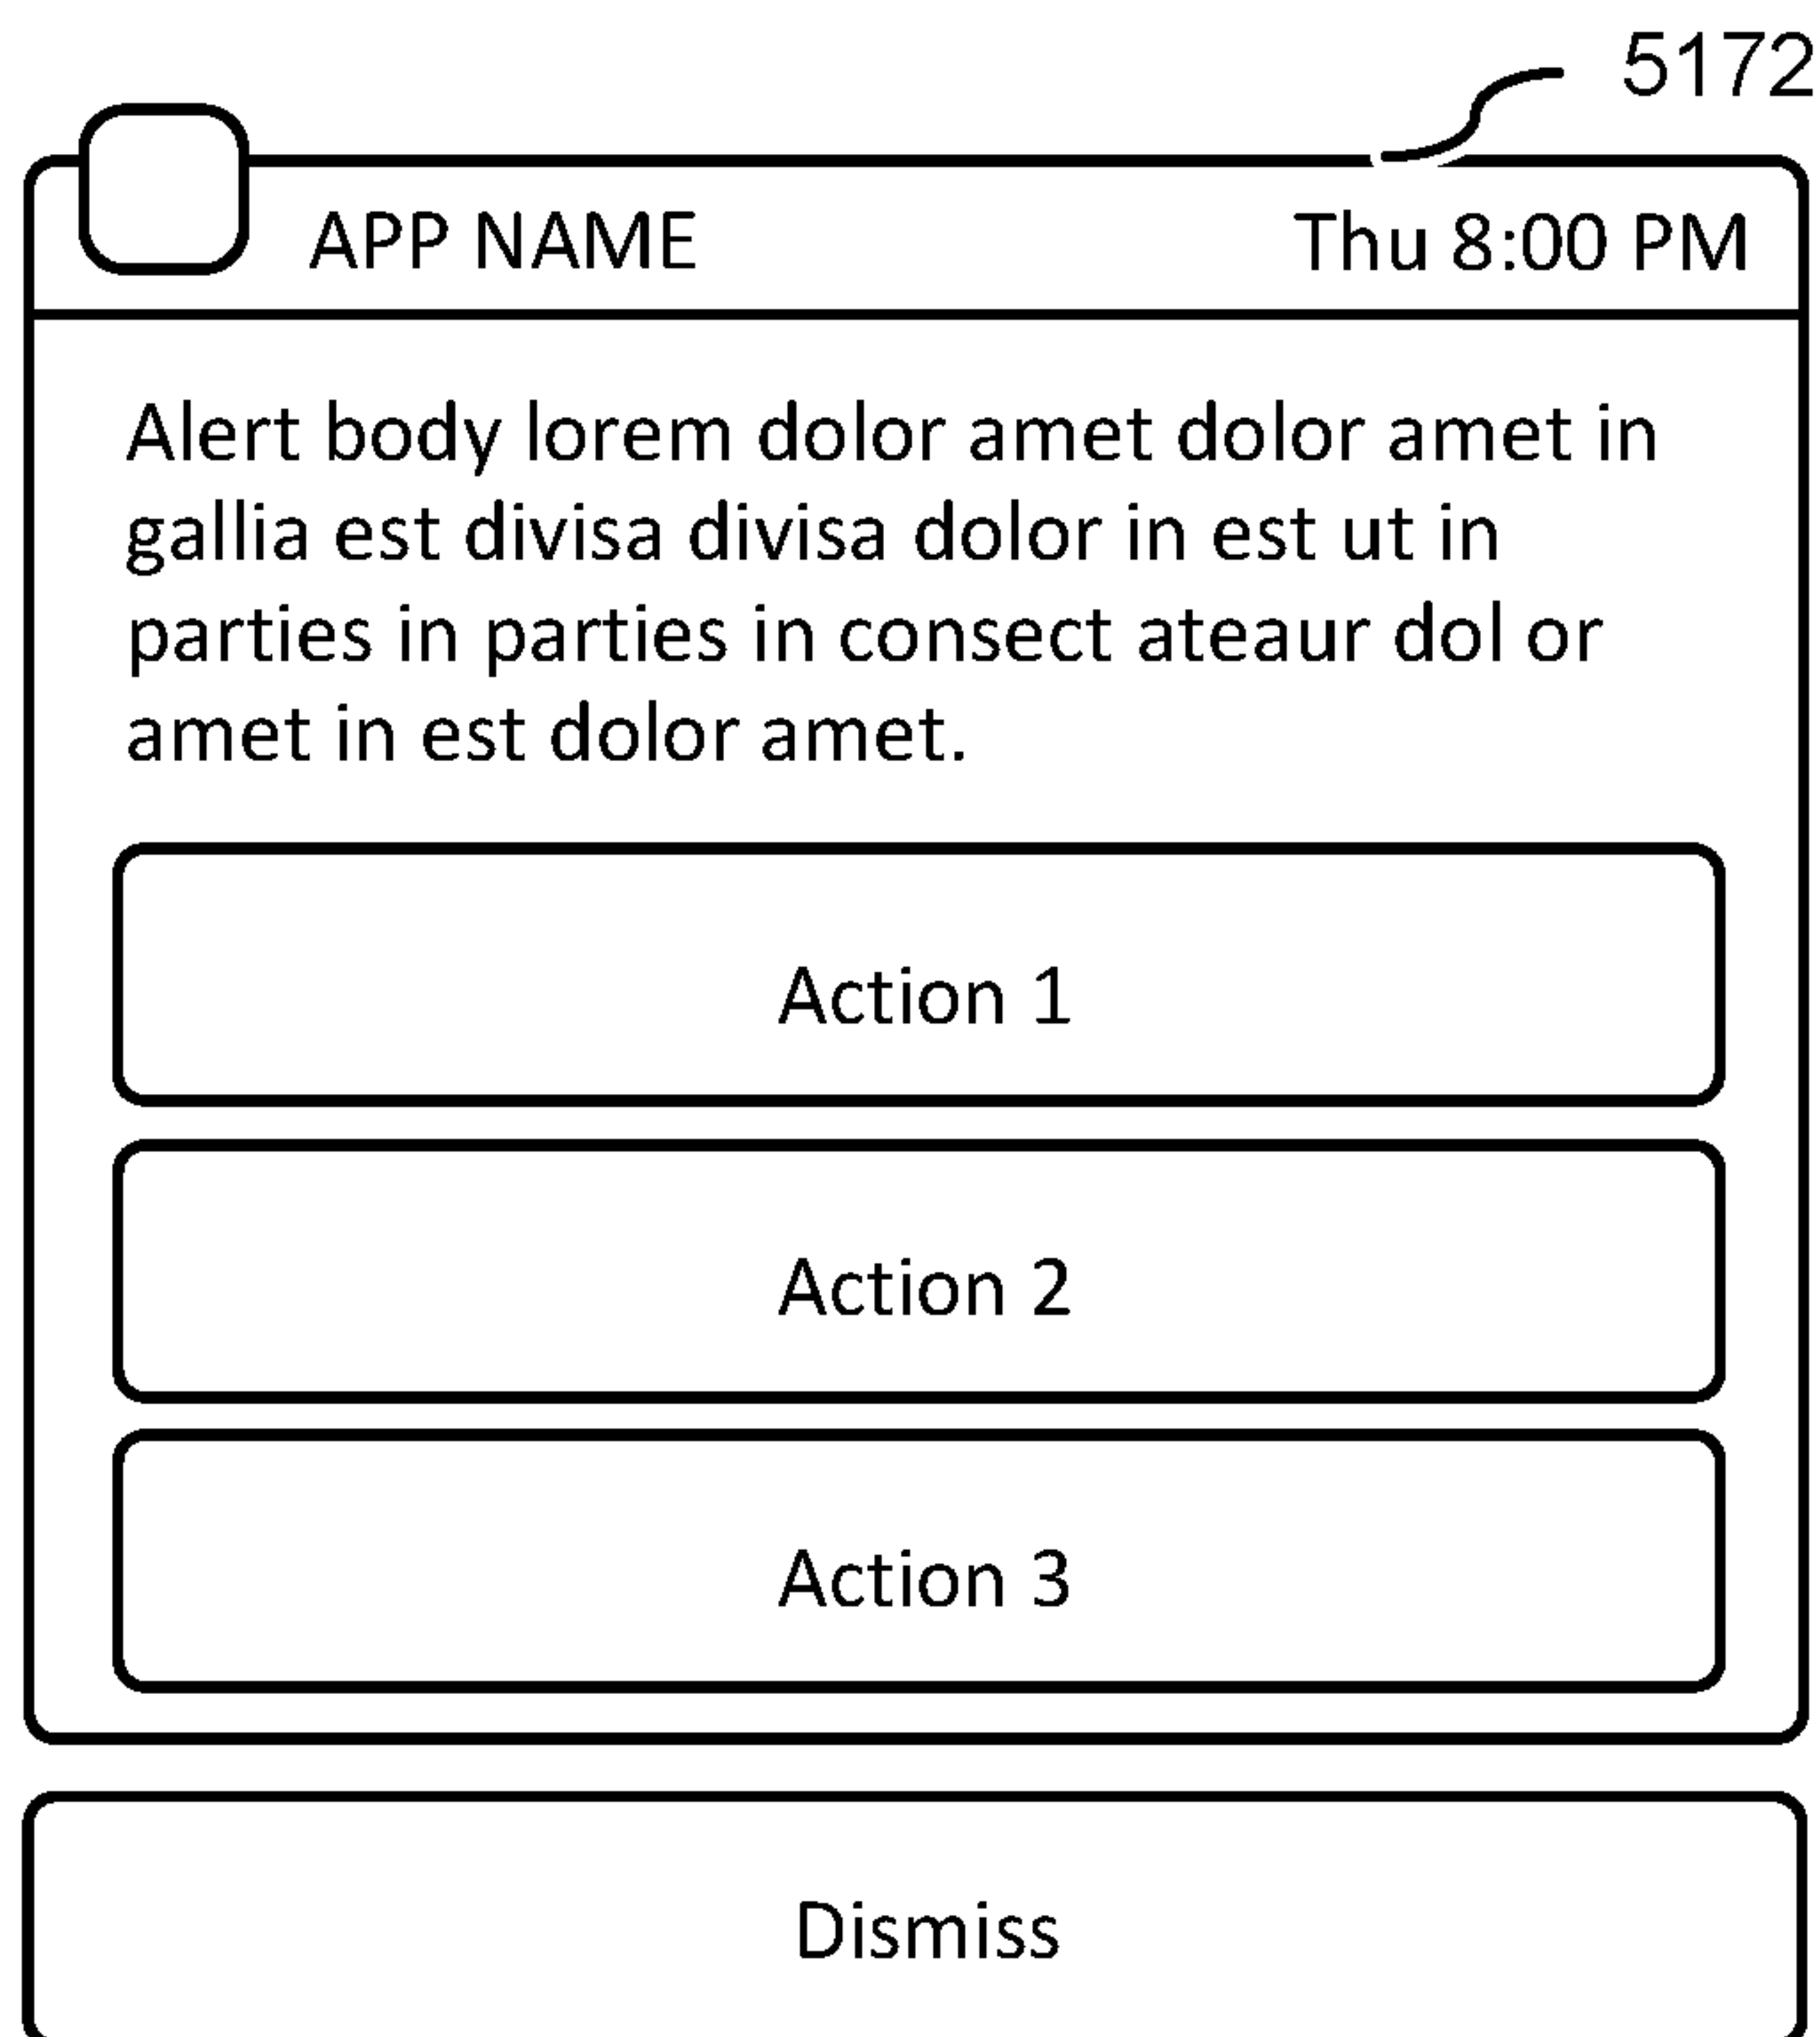 5172
APP NAME Thu 8:00 PM
Alert body lorem dolor amet dolor amet in
gallia est divisa divisa dolor in est ut in
parties in parties in consect ateaur dol or
amet in est dolor amet.
Action 1
Action 2
Action 3
Dismiss